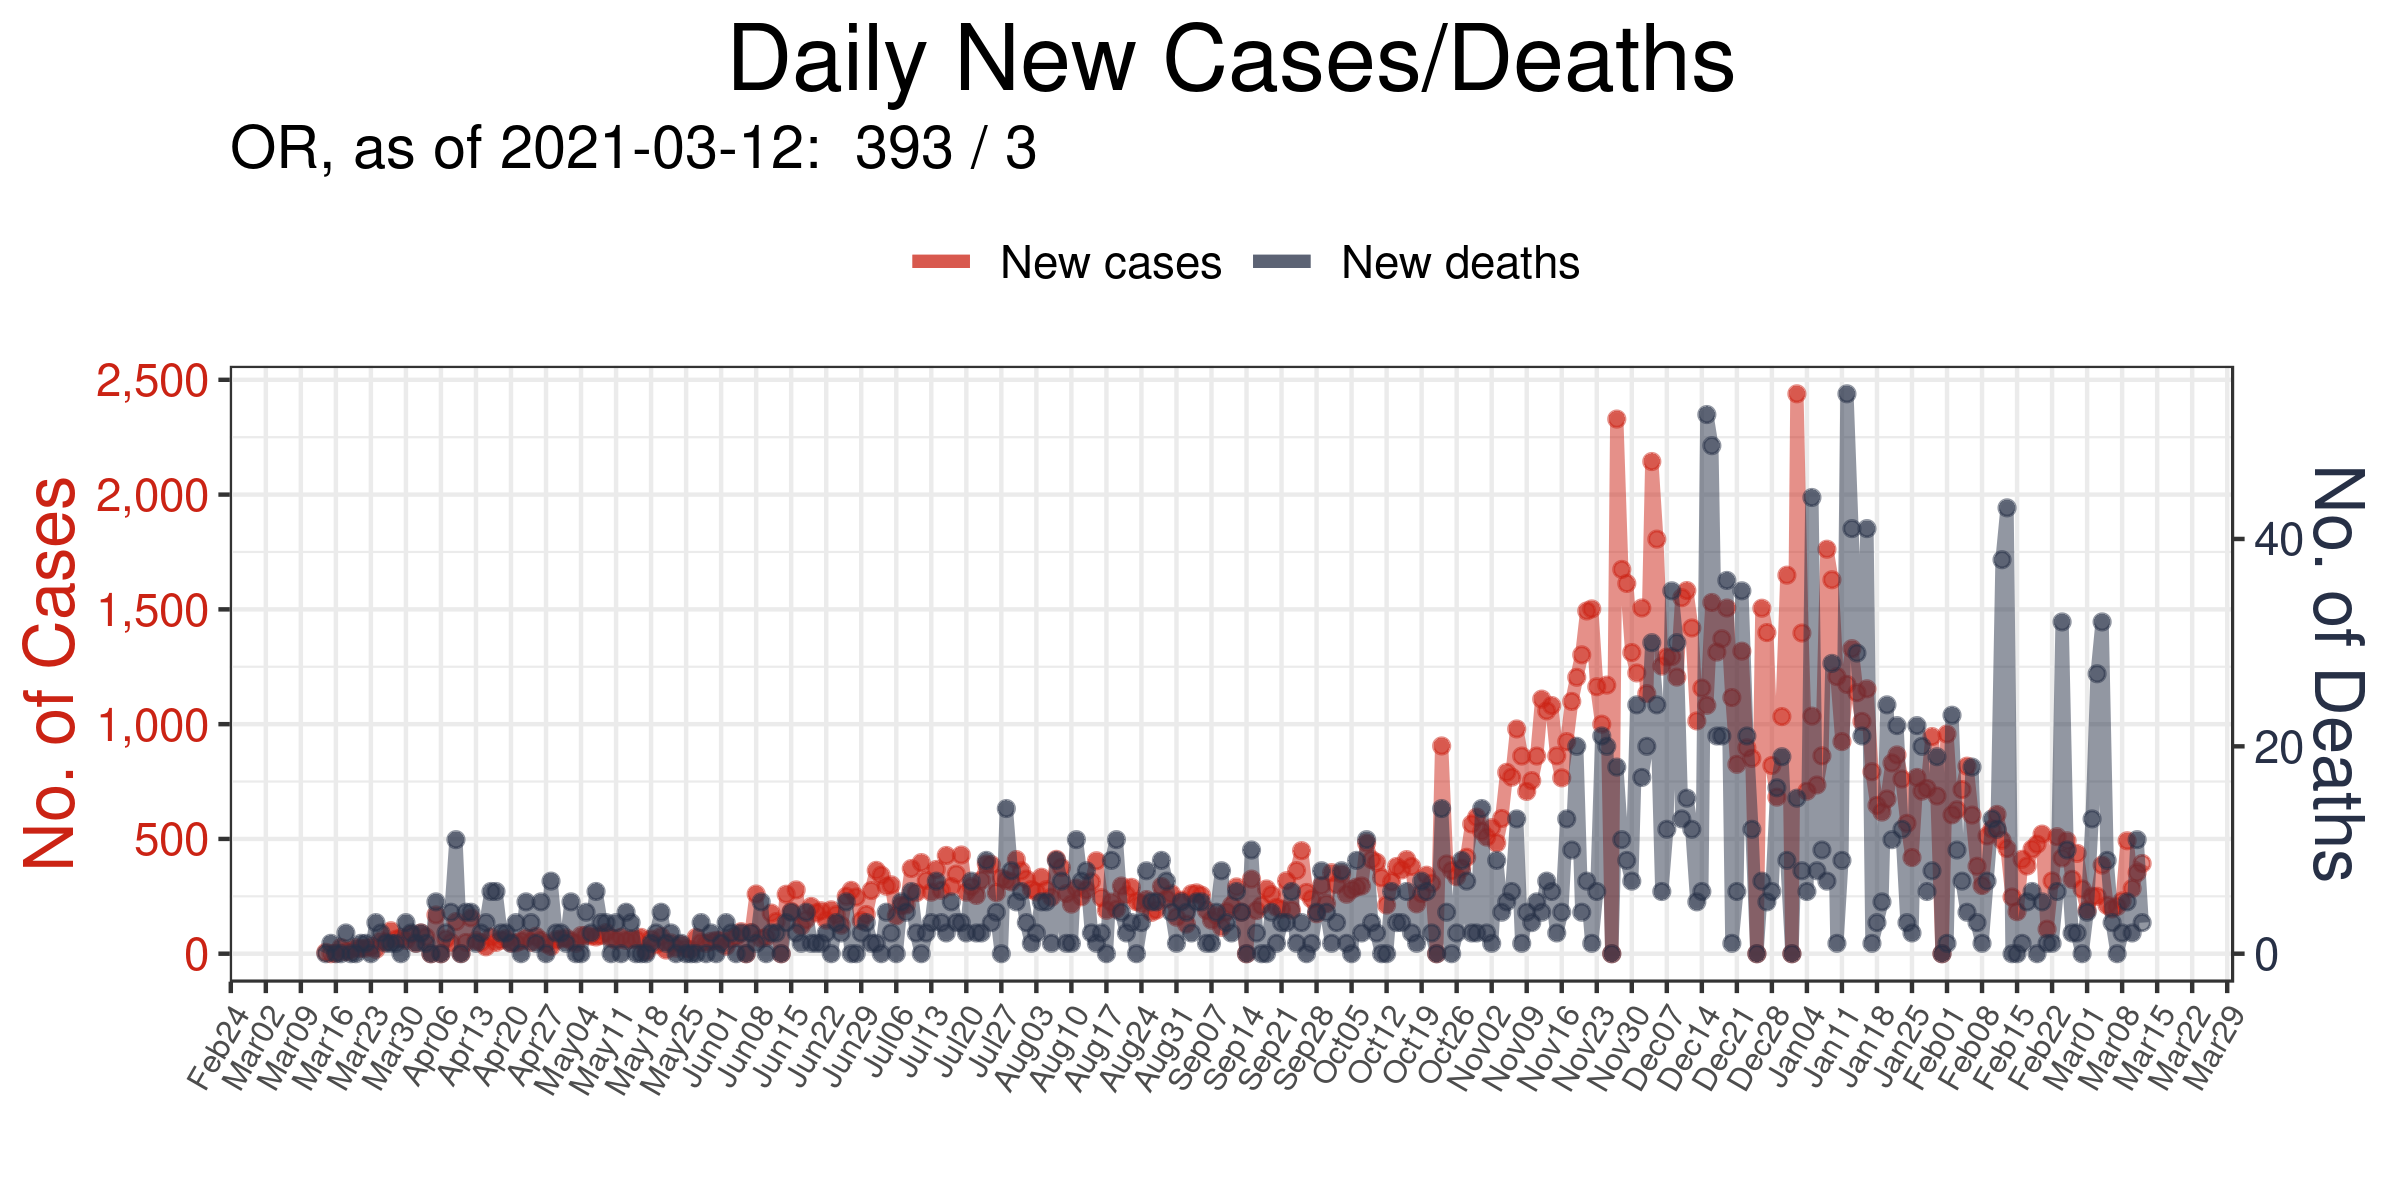 Daily New Cases/Deaths
OR, as of 2021-03-12: 393 / 3
New cases New deaths
No. of Cases
2,500
2,000
1,500
1,000
500
0
40
20
0
No. of Deaths
Feb24 Mar02 Mar09 Mar16 Mar23 Mar30 Apr06 Apr13 Apr20 Apr27 May04 May11 May18 May25 Jun01 Jun08 Jun15 Jun22 Jun29 Jul06 Jul13 Jul20 Jul27 Aug03 Aug10 Aug17 Aug24 Aug31 Sep07 Sep14 Sep21 Sep28 Oct05 Oct12 Oct19 Oct26 Nov02 Nov09 Nov16 Nov23 Nov30 Dec07 Dec14 Dec21 Dec28 Jan04 Jan11 Jan18 Jan25 Feb01 Feb08 Feb15 Feb22 Mar01 Mar08 Mar15 Mar22 Mar29